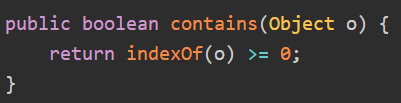 public boolean contains(Object o) {
    return indexOf(o) >= 0;
}